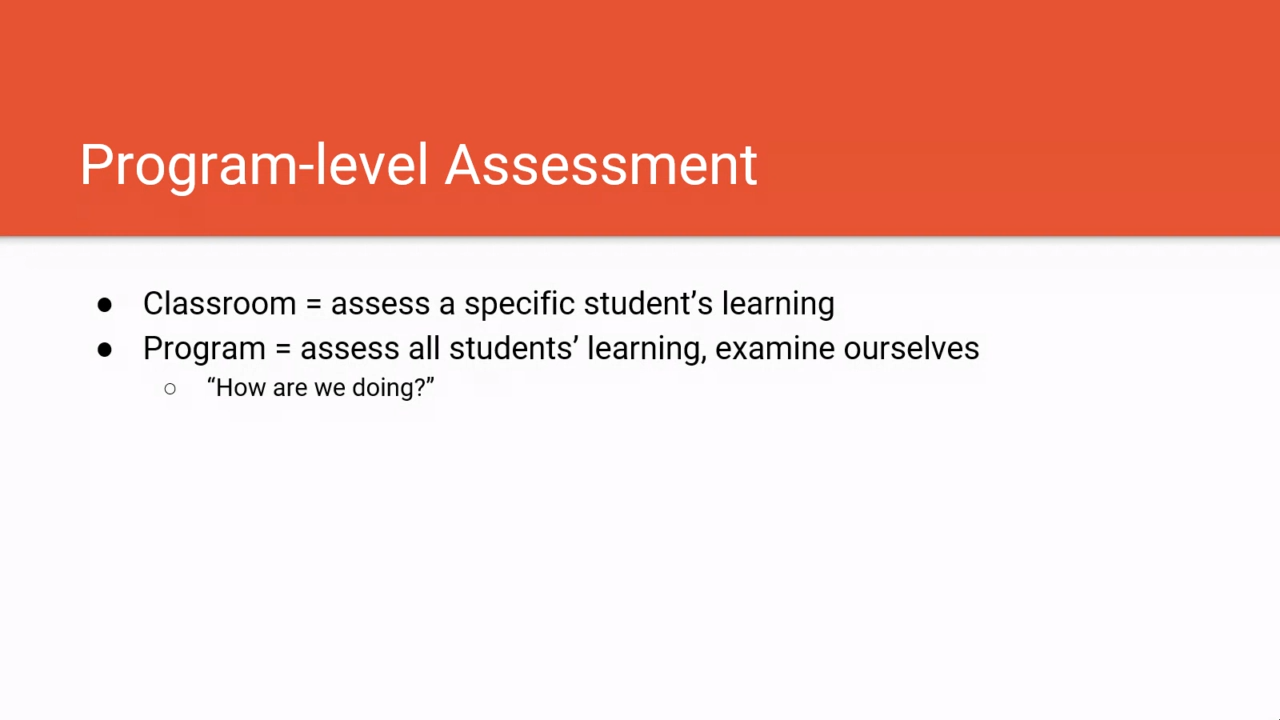 Program-level Assessment
● Classroom = assess a specific student’s learning
● Program = assess all students’ learning, examine ourselves
○ “How are we doing?”